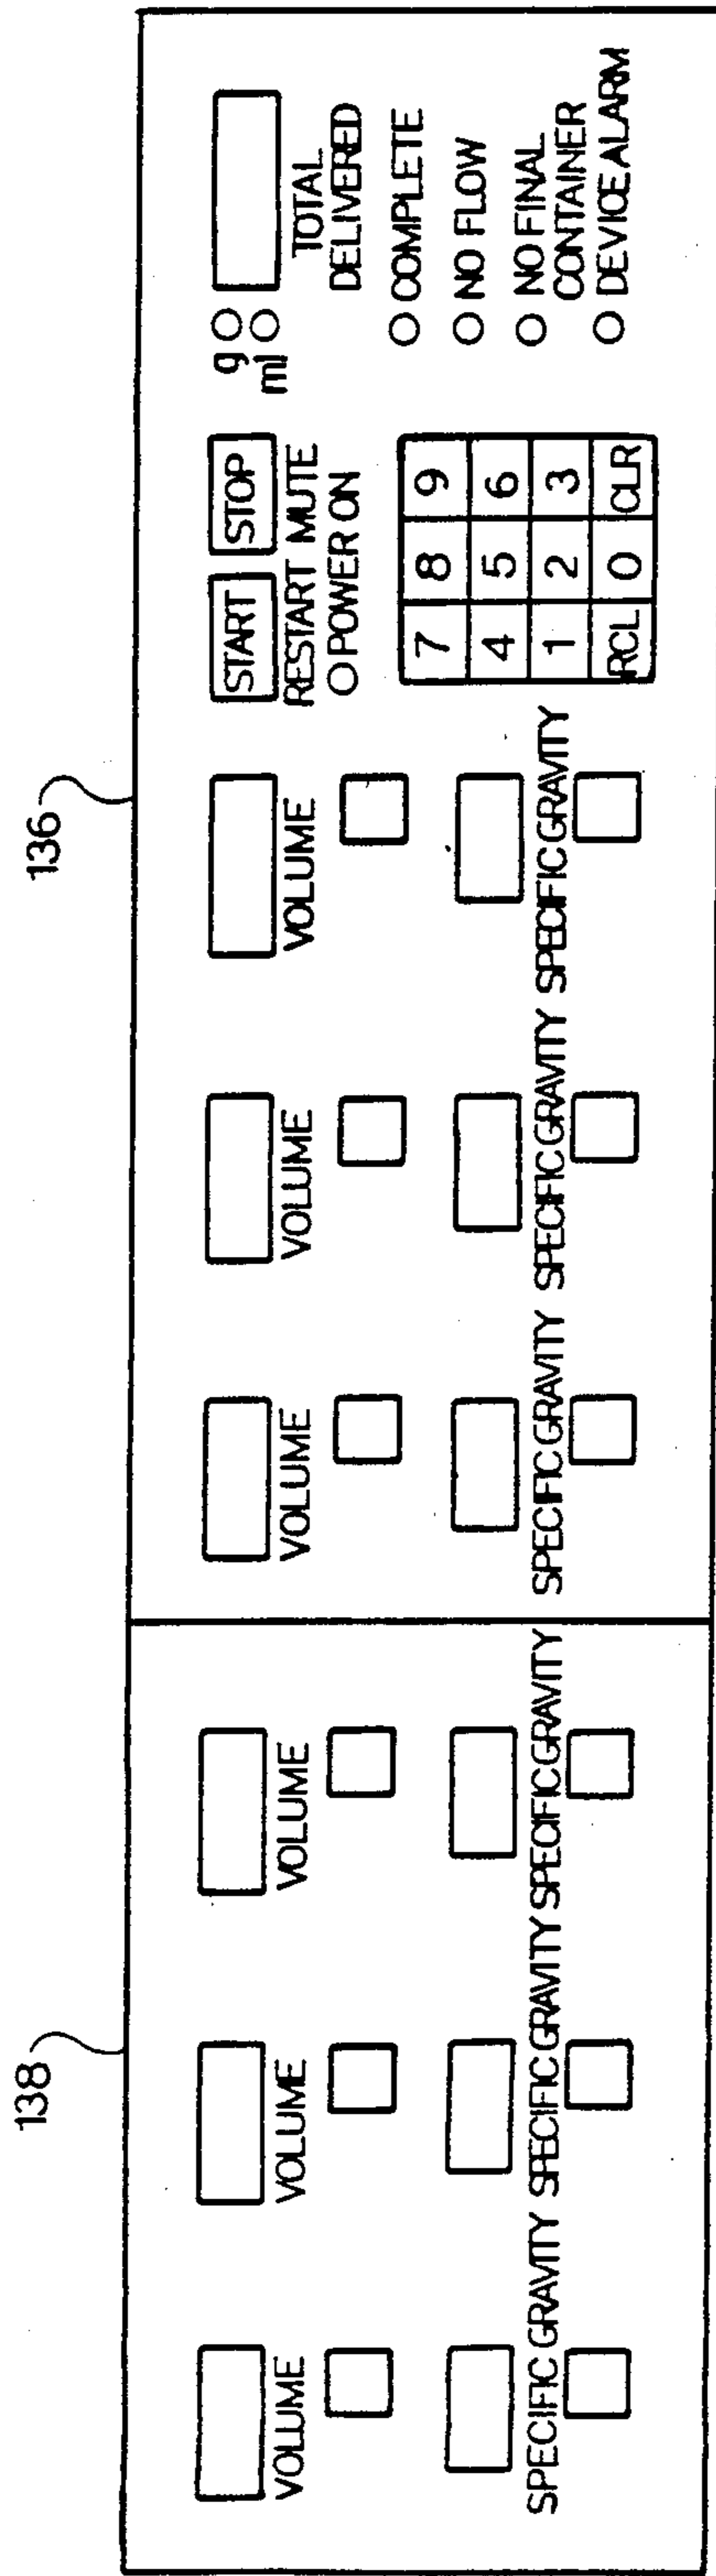 138
136
VOLUME VOLUME VOLUME VOLUME VOLUME VOLUME
SPECIFIC GRAVITY SPECIFIC GRAVITY SPECIFIC GRAVITY SPECIFIC GRAVITY SPECIFIC GRAVITY SPECIFIC GRAVITY
START STOP
RESTART MUTE
POWER ON
7 8 9
4 5 6
1 2 3
RCL 0 CLR
g
ml
TOTAL
DELIVERED
COMPLETE
NO FLOW
NO FINAL
CONTAINER
DEVICE ALARM